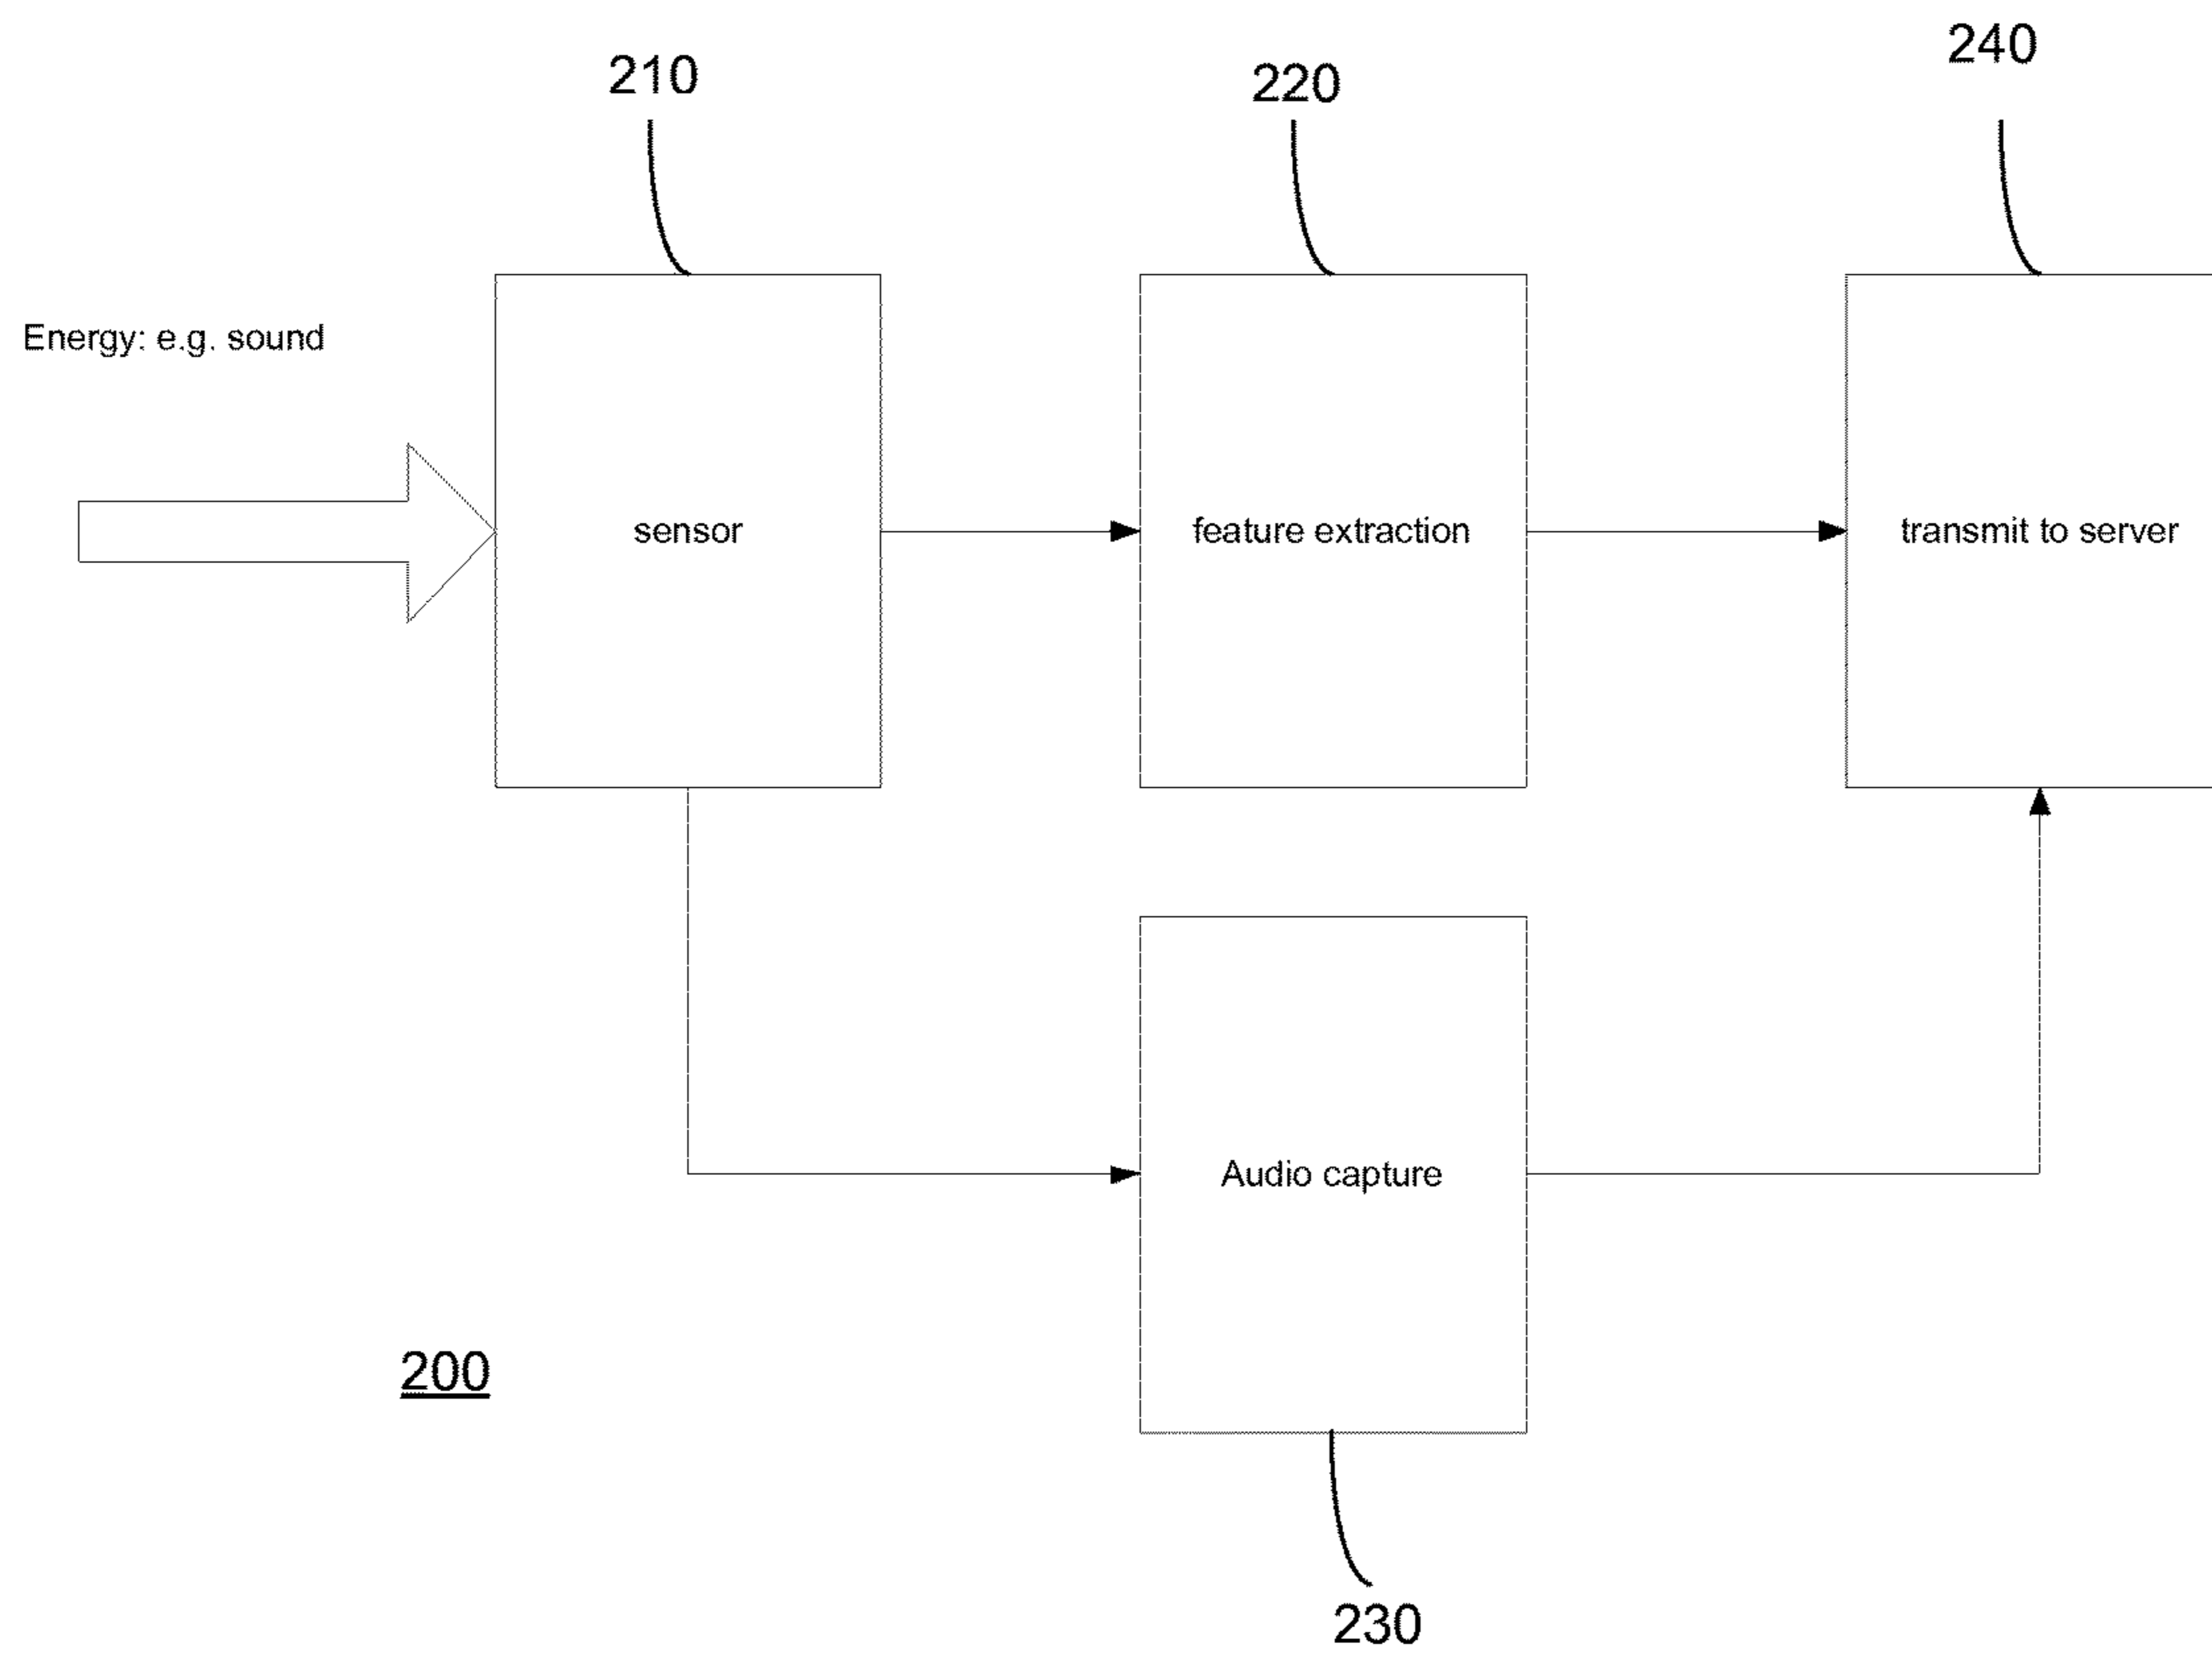 210
220
240
Energy: e.g. sound
sensor
feature extraction
transmit to server
Audio capture
200
230